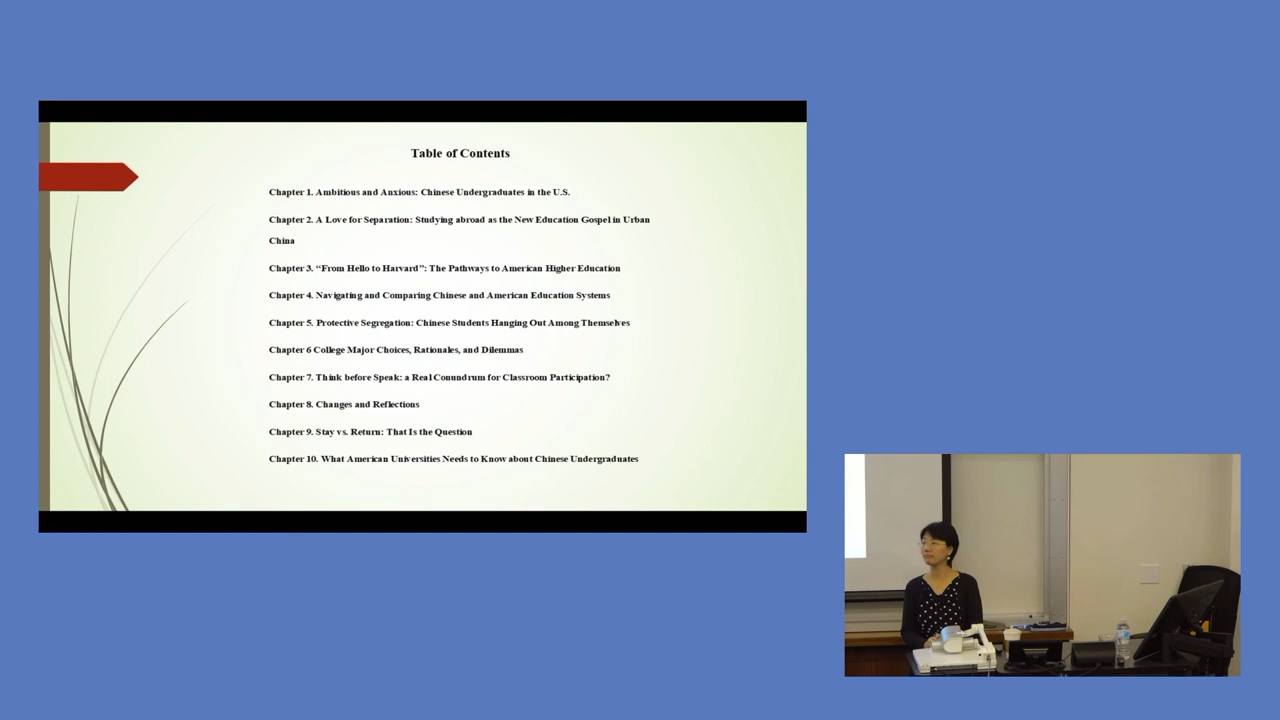 Table of Contents
Chapter 1. Ambitious and Anxious: Chinese Undergraduates in the U.S.
Chapter 2. A Love for Separation: Studying abroad as the New Education Gospel in Urban
China
Chapter 3. “From Hello to Harvard”: The Pathways to American Higher Education
Chapter 4. Navigating and Comparing Chinese and American Education Systems
Chapter 5. Protective Segregation: Chinese Students Hanging Out Among Themselves
Chapter 6 College Major Choices, Rationales, and Dilemmas
Chapter 7. Think before Speak: a Real Conundrum for Classroom Participation?
Chapter 8. Changes and Reflections
Chapter 9. Stay vs. Return: That Is the Question
Chapter 10. What American Universities Needs to Know about Chinese Undergraduates